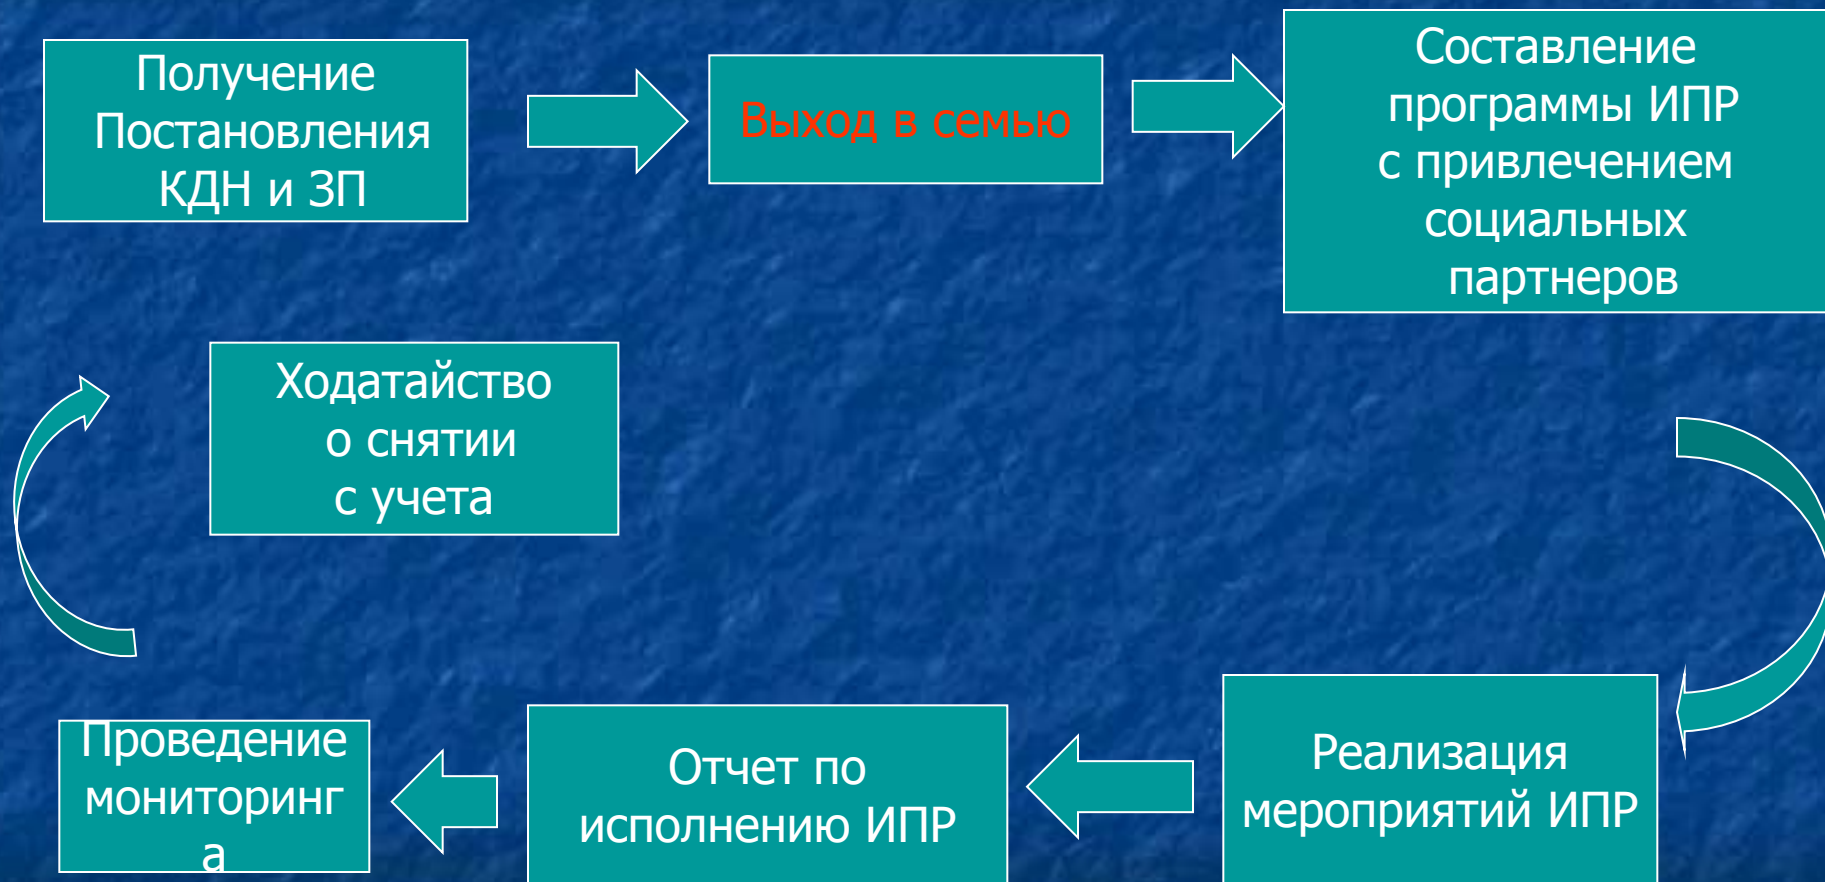 Получение
Постановления
КДН и ЗП
Выход в семью
Составление
программы ИПР
с привлечением
социальных
партнеров
Ходатайство
о снятии
с учета
Реализация
мероприятий ИПР
Отчет по
исполнению ИПР
Проведение
мониторинг
а